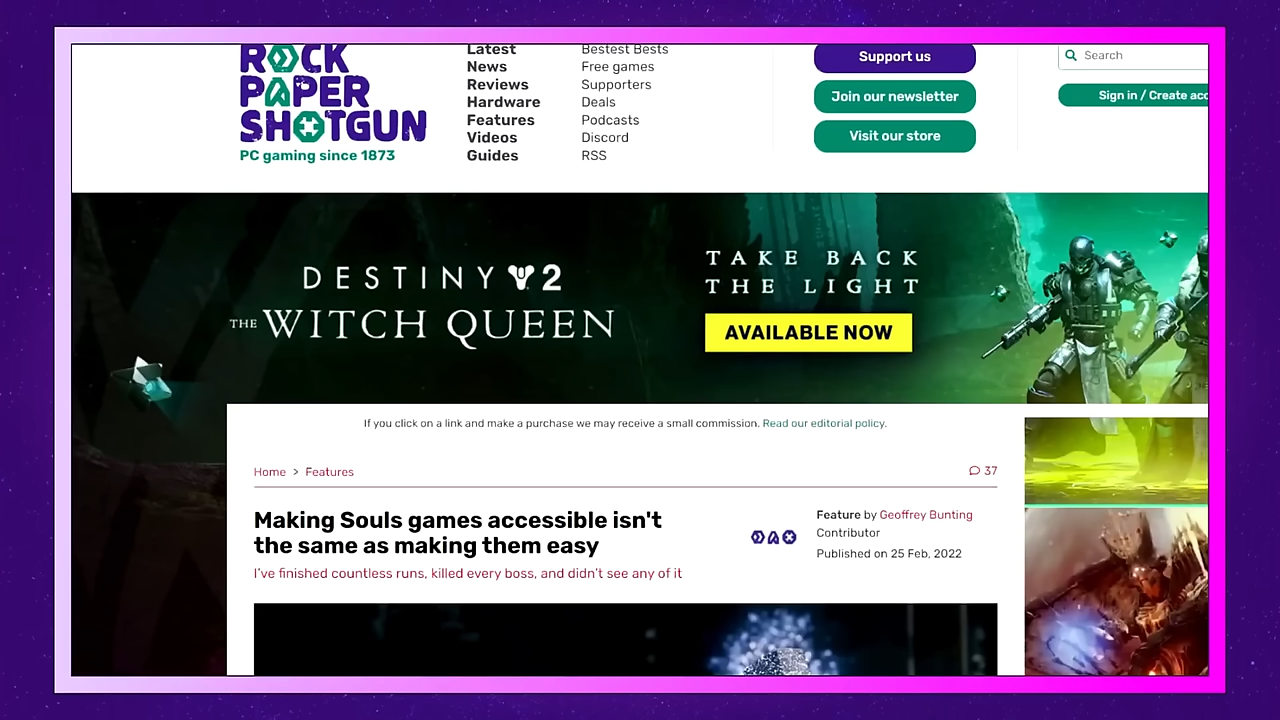 ROCK
PAPER
SHOTGUN
PC gaming since 1873
Latest
News
Reviews
Hardware
Features
Videos
Guides
Bestest Bests
Free games
Supporters
Deals
Podcasts
Discord
RSS
Support us
Join our newsletter
Visit our store
Search
Sign in / Create acc
DESTINY 2
THE WITCH QUEEN
TAKE BACK
THE LIGHT
AVAILABLE NOW
If you click on a link and make a purchase we may receive a small commission. Read our editorial policy.
Home > Features
37
Making Souls games accessible isn't
the same as making them easy
I've finished countless runs, killed every boss, and didn't see any of it
Feature by Geoffrey Bunting
Contributor
Published on 25 Feb, 2022